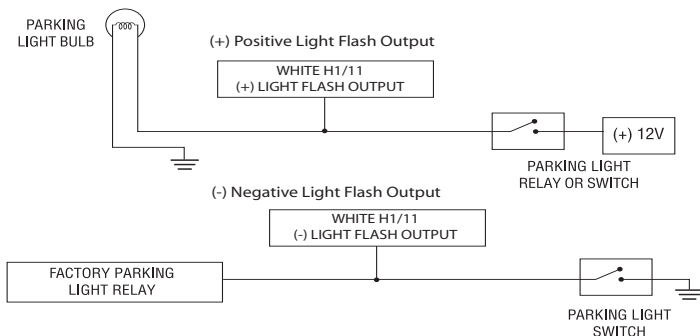 PARKING
LIGHT BULB
(+) Positive Light Flash Output
WHITE H1/11
(+) LIGHT FLASH OUTPUT
(+) 12V
PARKING LIGHT
RELAY OR SWITCH
(-) Negative Light Flash Output
WHITE H1/11
(-) LIGHT FLASH OUTPUT
FACTORY PARKING
LIGHT RELAY
PARKING LIGHT
SWITCH